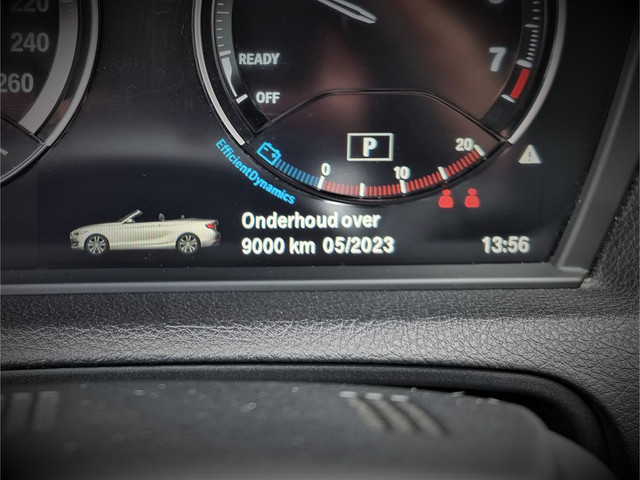 220
240
260
READY
OFF
7
P
20
0
10
EfficientDynamics
Onderhoud over
9000 km 05/2023
13:56